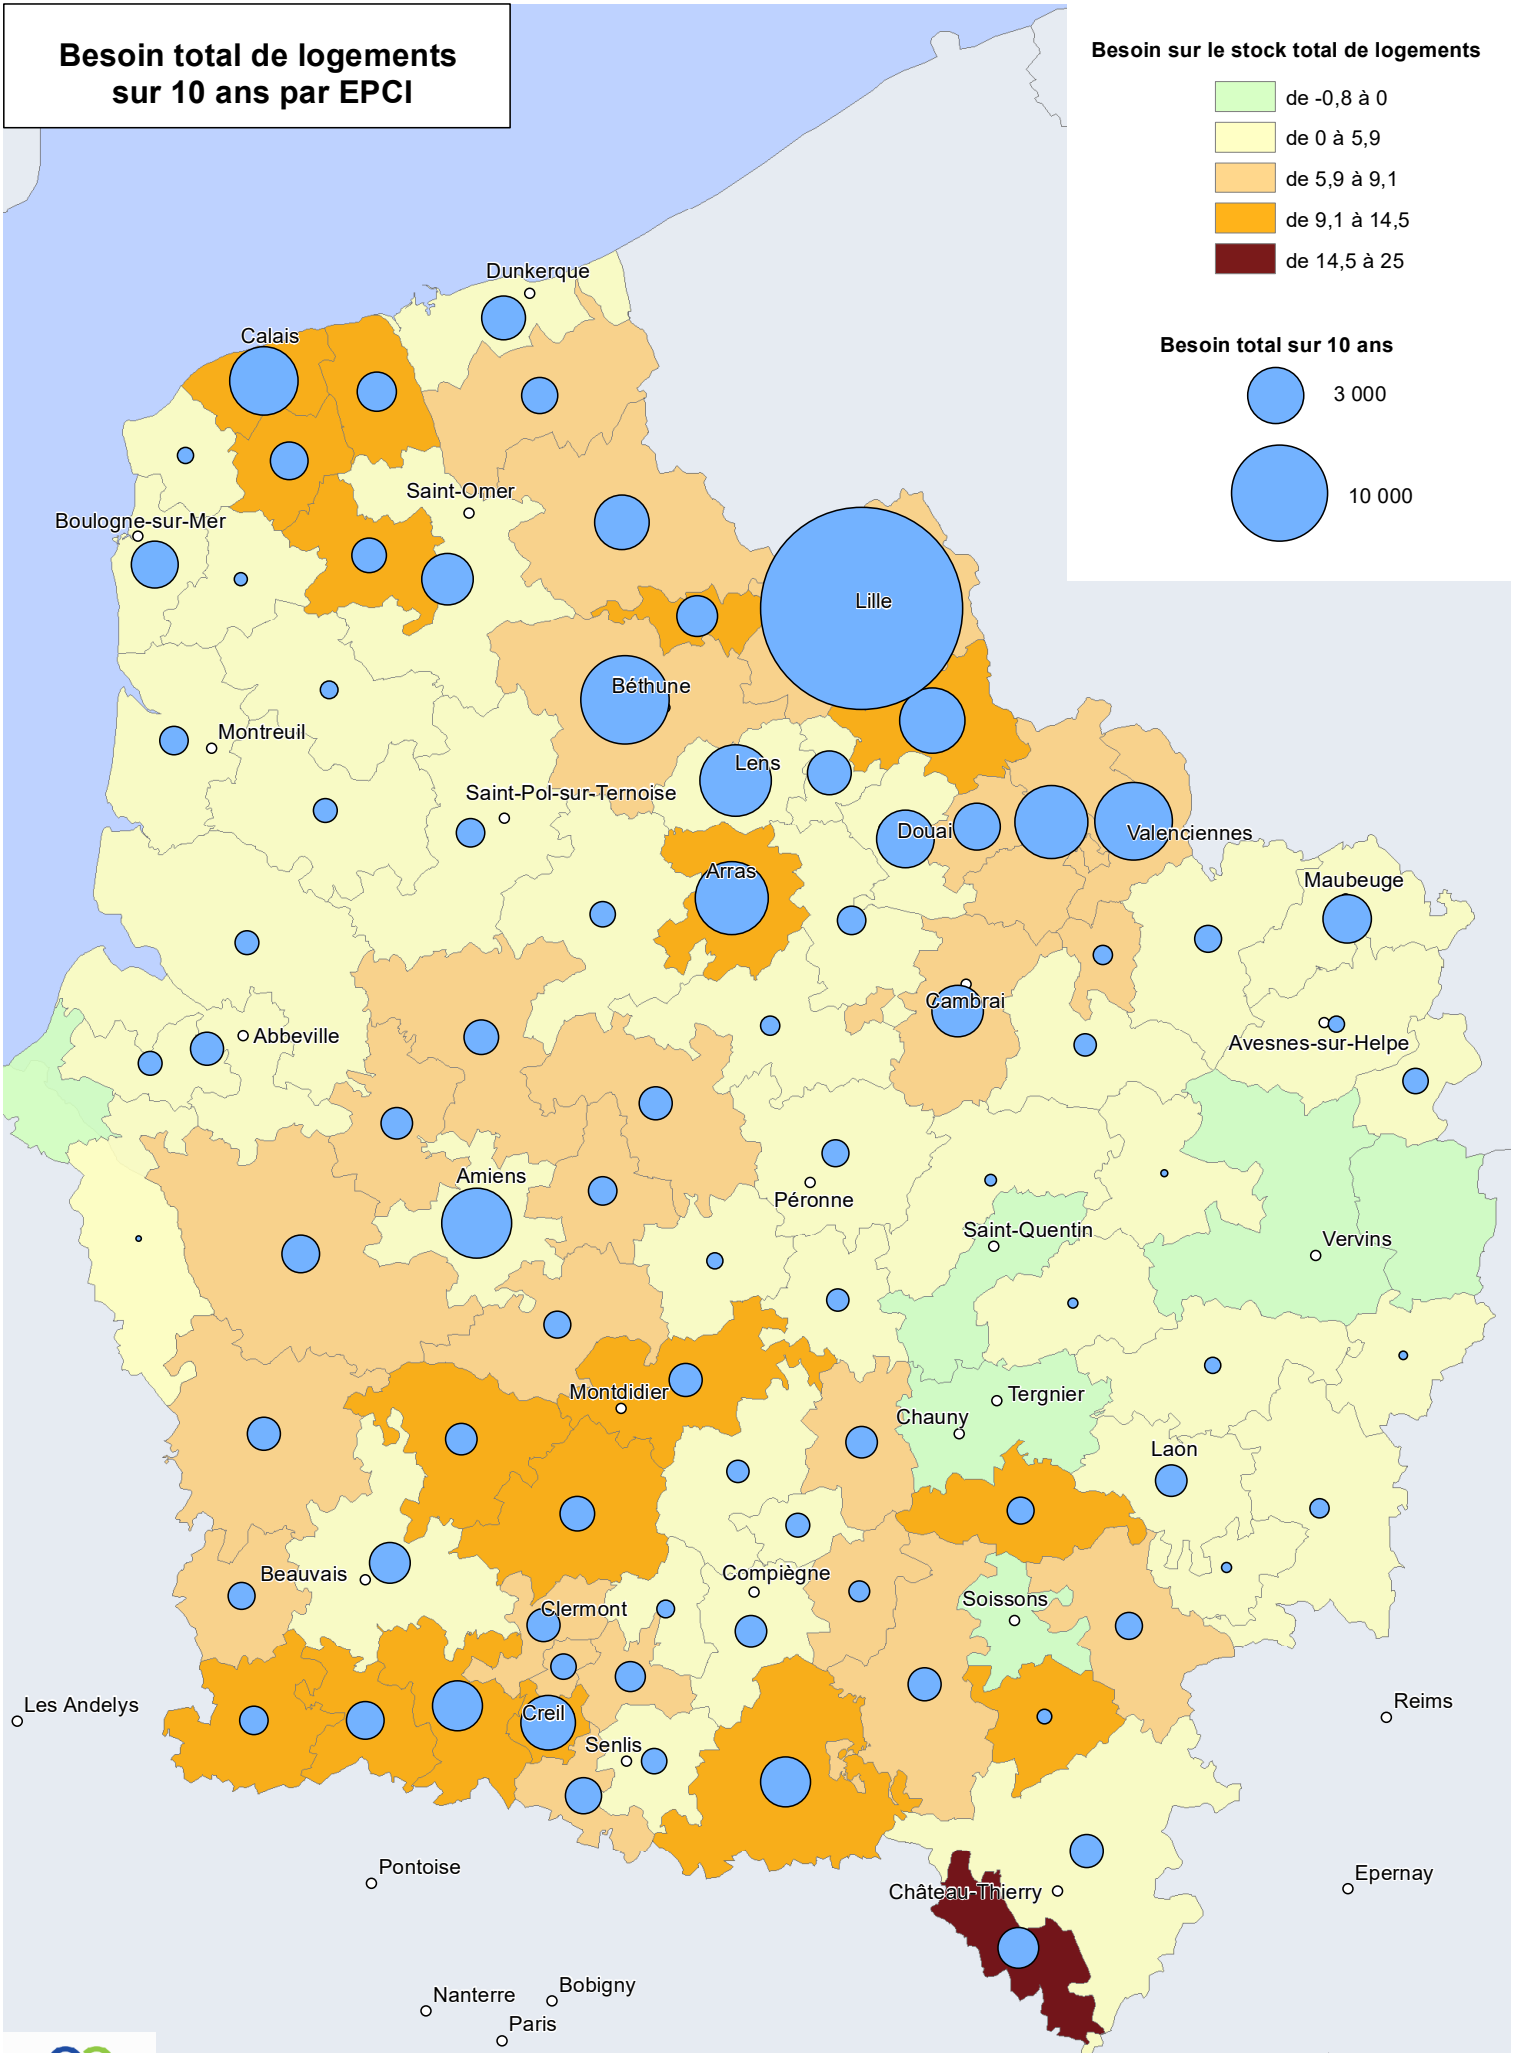 Besoin total de logements
sur 10 ans par EPCI
Besoin sur le stock total de logements
de -0,8 à 0
de 0 à 5,9
de 5,9 à 9,1
de 9,1 à 14,5
de 14,5 à 25
Besoin total sur 10 ans
3 000
10 000
Dunkerque
Calais
Saint-Omer
Boulogne-sur-Mer
Lille
Béthune
Montreuil
Lens
Saint-Pol-sur-Ternoise
Douai
Valenciennes
Arras
Maubeuge
Cambrai
Abbeville
Avesnes-sur-Helpe
Amiens
Péronne
Saint-Quentin
Vervins
Montdidier
Tergnier
Chauny
Laon
Beauvais
Compiègne
Clermont
Soissons
Les Andelys
Creil
Reims
Senlis
Pontoise
Château-Thierry
Epernay
Nanterre
Bobigny
Paris